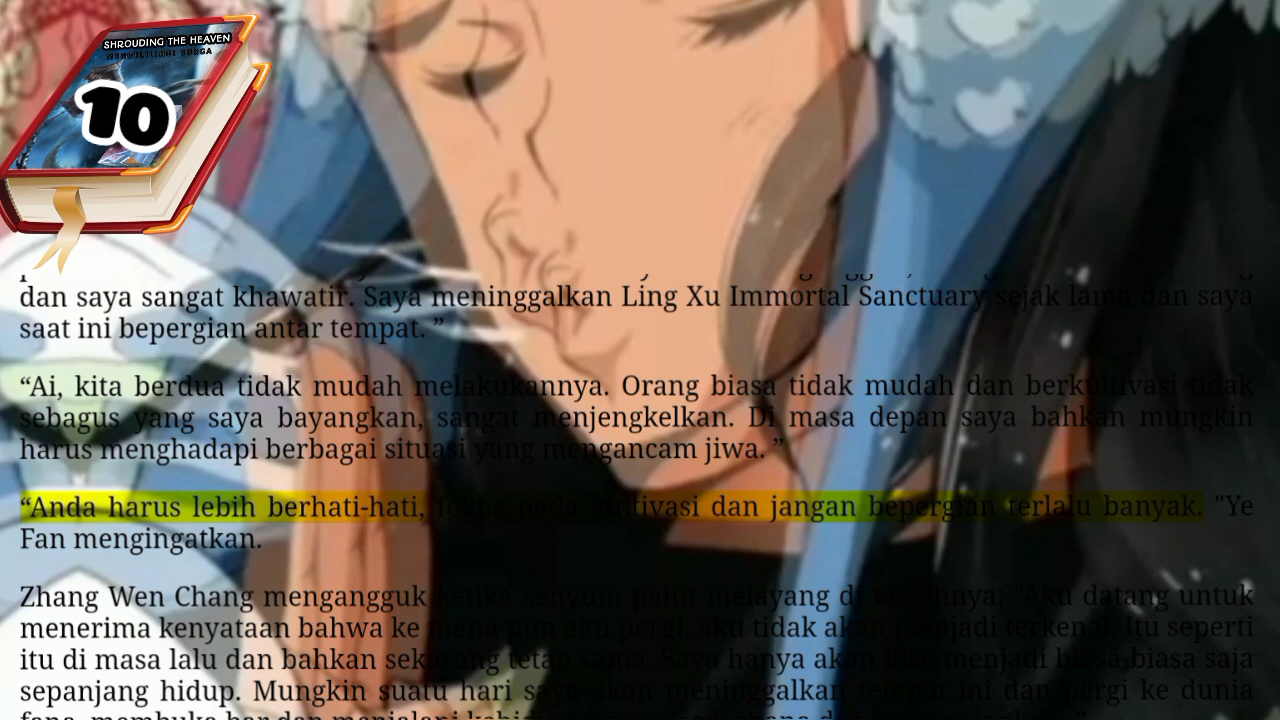 SHROUDING THE HEAVEN
10
dan saya sangat khawatir. Saya meninggalkan Ling Xu Immortal Sanctuary sejak lama dan saya
saat ini bepergian antar tempat. ”
“Ai, kita berdua tidak mudah melakukannya. Orang biasa tidak mudah dan berkultivasi tidak
sebagus yang saya bayangkan, sangat menjengkelkan. Di masa depan saya bahkan mungkin
harus menghadapi berbagai situasi yang mengancam jiwa. ”
“Anda harus lebih berhati-hati, fokus pada kultivasi dan jangan bepergian terlalu banyak. "Ye
Fan mengingatkan.
Zhang Wen Chang mengangguk ketika senyum pahit melayang di wajahnya: "Aku datang untuk
menerima kenyataan bahwa ke mana pun aku pergi, aku tidak akan menjadi terkenal. Itu seperti
itu di masa lalu dan bahkan sekarang tetap sama. Saya hanya akan bisa menjadi biasa-biasa saja
sepanjang hidup. Mungkin suatu hari saya akan meninggalkan tempat ini dan pergi ke dunia
fana, membuka bar dan menjalani